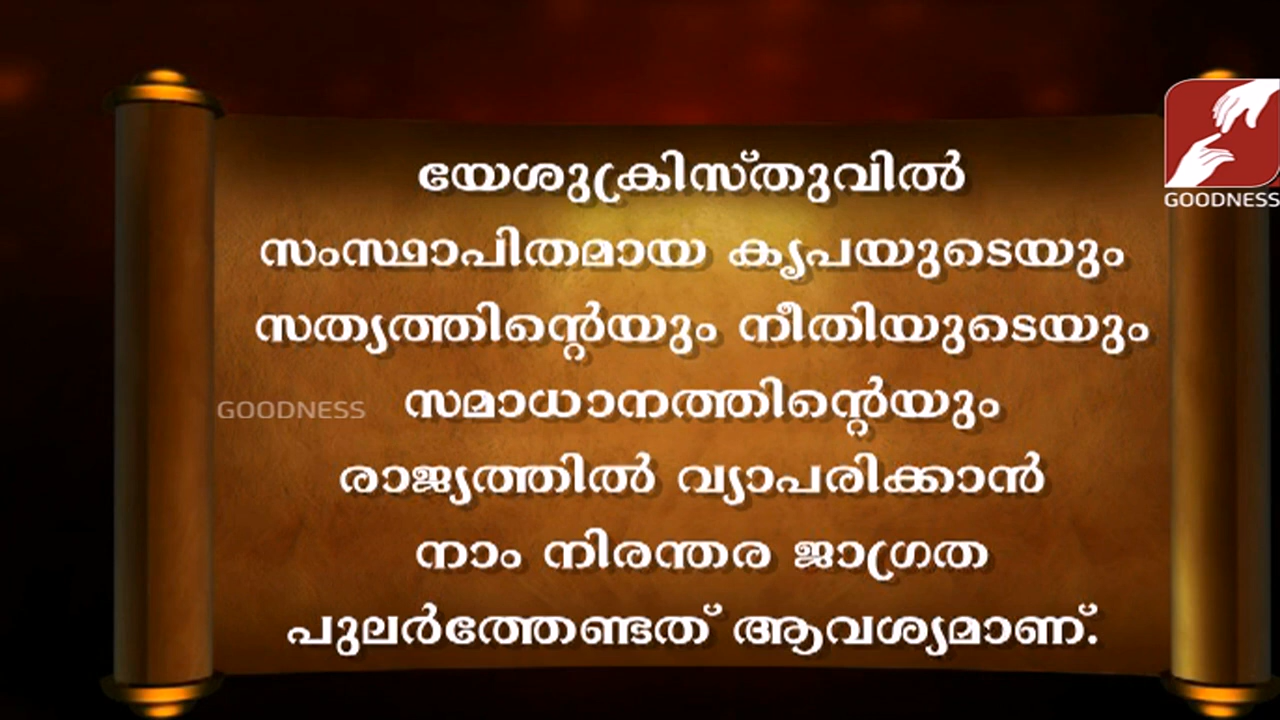 യേശുക്രിസ്തുവിൽ
സംസ്ഥാപിതമായ കൃപയുടെയും
സത്യത്തിന്റെയും നീതിയുടെയും
സമാധാനത്തിന്റെയും
രാജ്യത്തിൽ വ്യാപരിക്കാൻ
നാം നിരന്തര ജാഗ്രത
പുലർത്തേണ്ടത് ആവശ്യമാണ്.
GOODNESS
GOODNESS